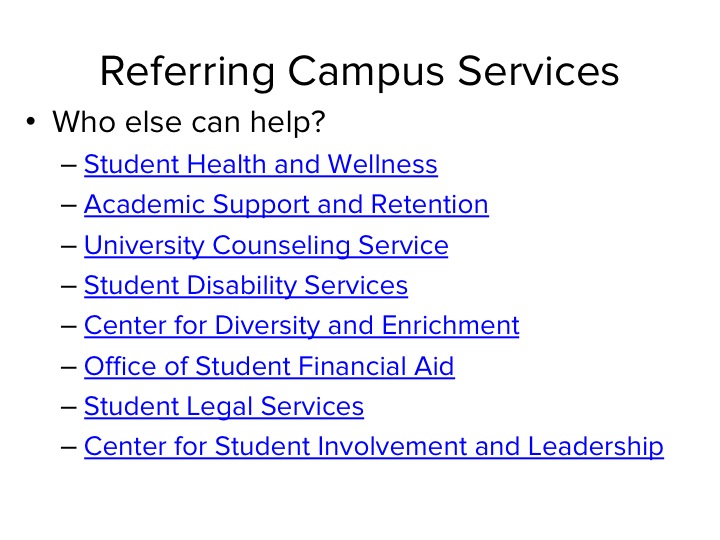 Referring Campus Services
• Who else can help?
– Student Health and Wellness
– Academic Support and Retention
– University Counseling Service
– Student Disability Services
– Center for Diversity and Enrichment
– Office of Student Financial Aid
– Student Legal Services
– Center for Student Involvement and Leadership